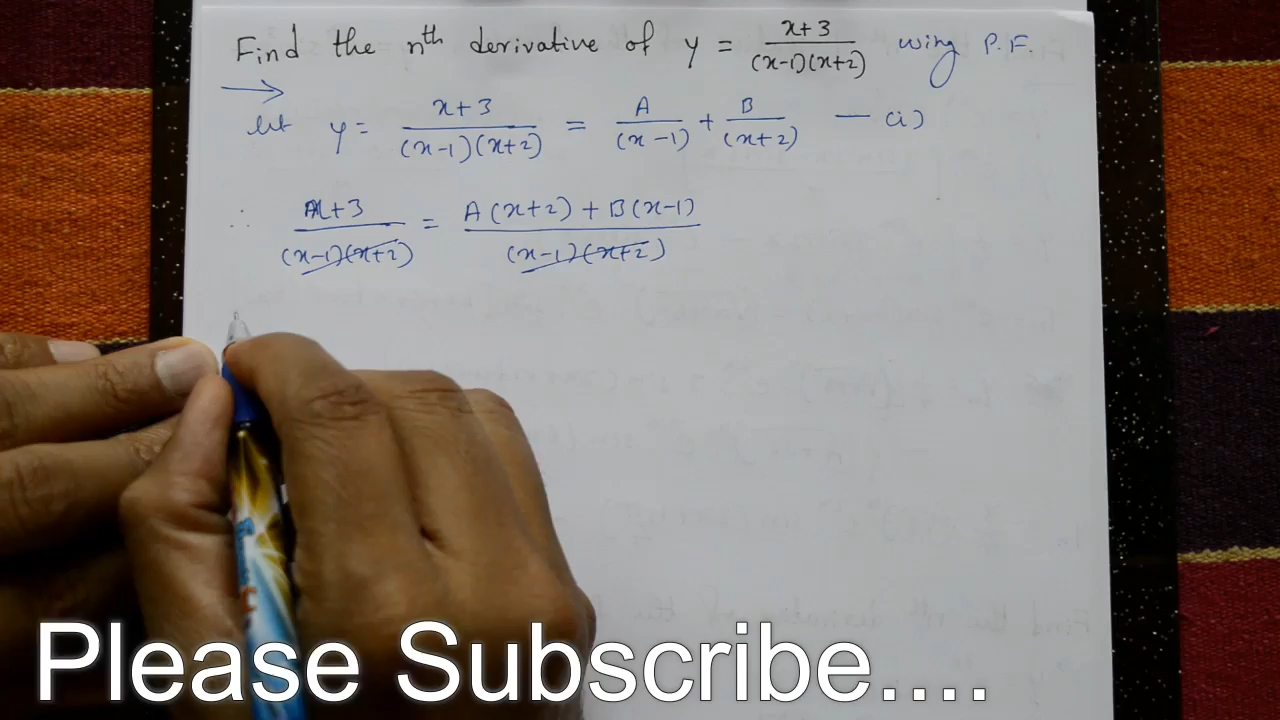 Find the nth derivative of y = x+3/(x-1)(x+2) using P.F.
→ let y = x+3/(x-1)(x+2) = A/(x-1) + B/(x+2) — (i)
∴ x+3/(x-1)(x+2) = A(x+2) + B(x-1)/(x-1)(x+2)
Please Subscribe....